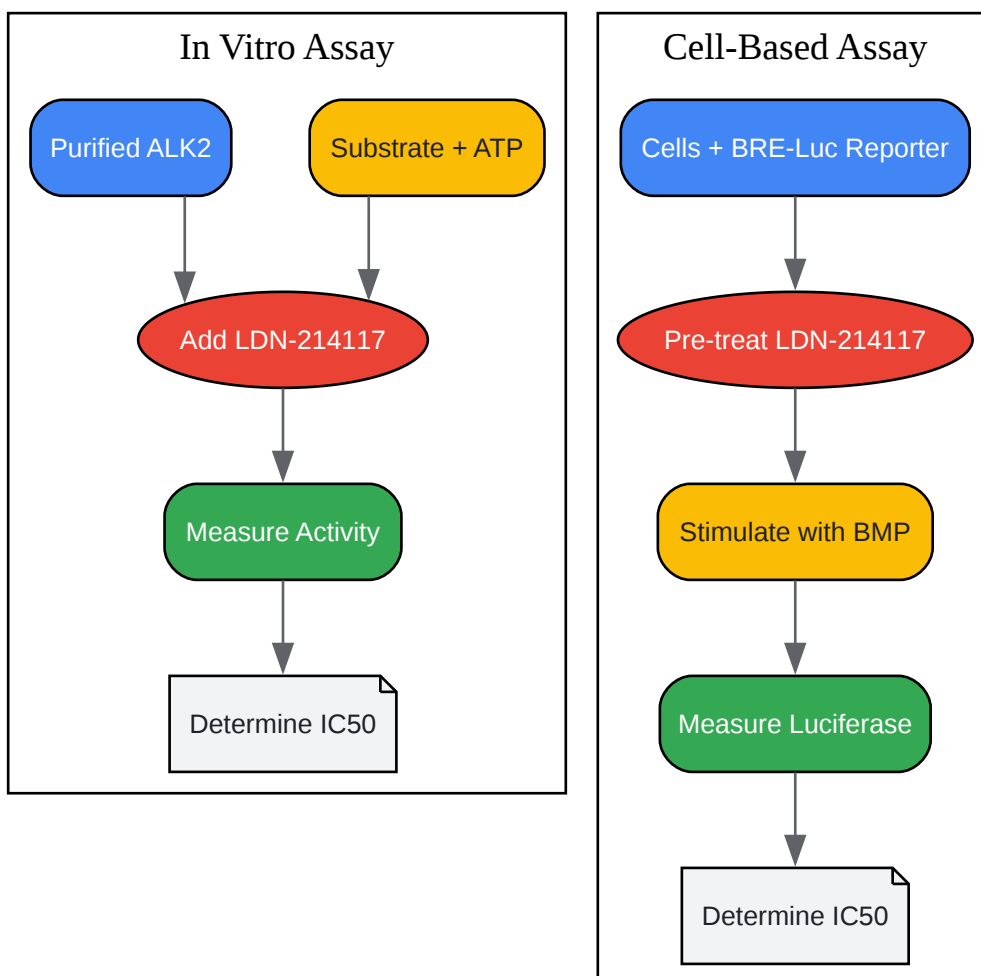 In Vitro Assay
Purified ALK2
Substrate + ATP
Add LDN-214117
Measure Activity
Determine IC50
Cell-Based Assay
Cells + BRE-Luc Reporter
Pre-treat LDN-214117
Stimulate with BMP
Measure Luciferase
Determine IC50